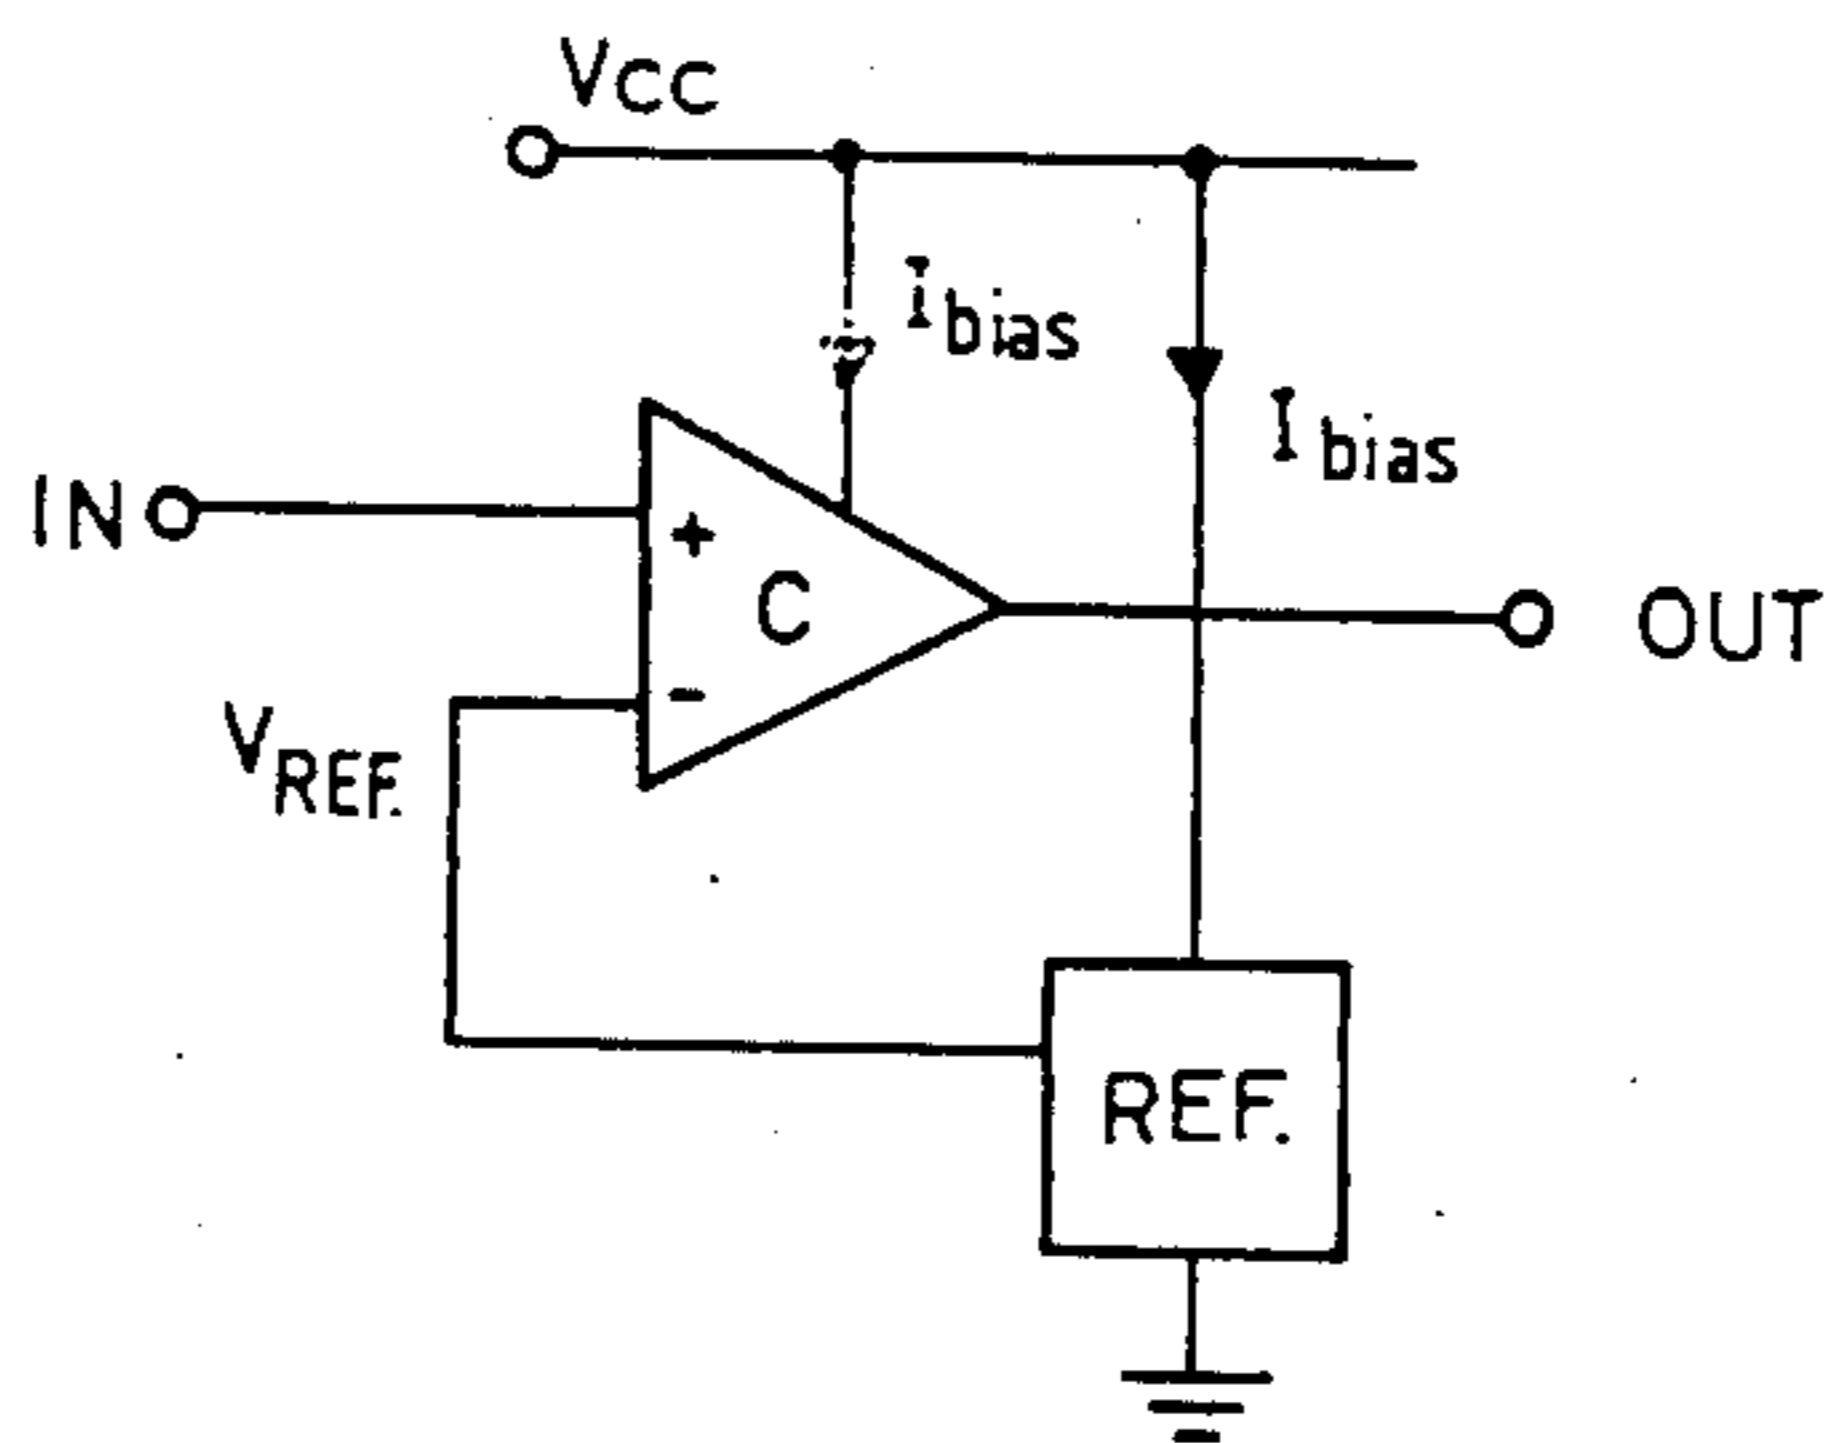 VCC
Ibias
Ibias
IN
+
C
-
OUT
VREF.
REF.